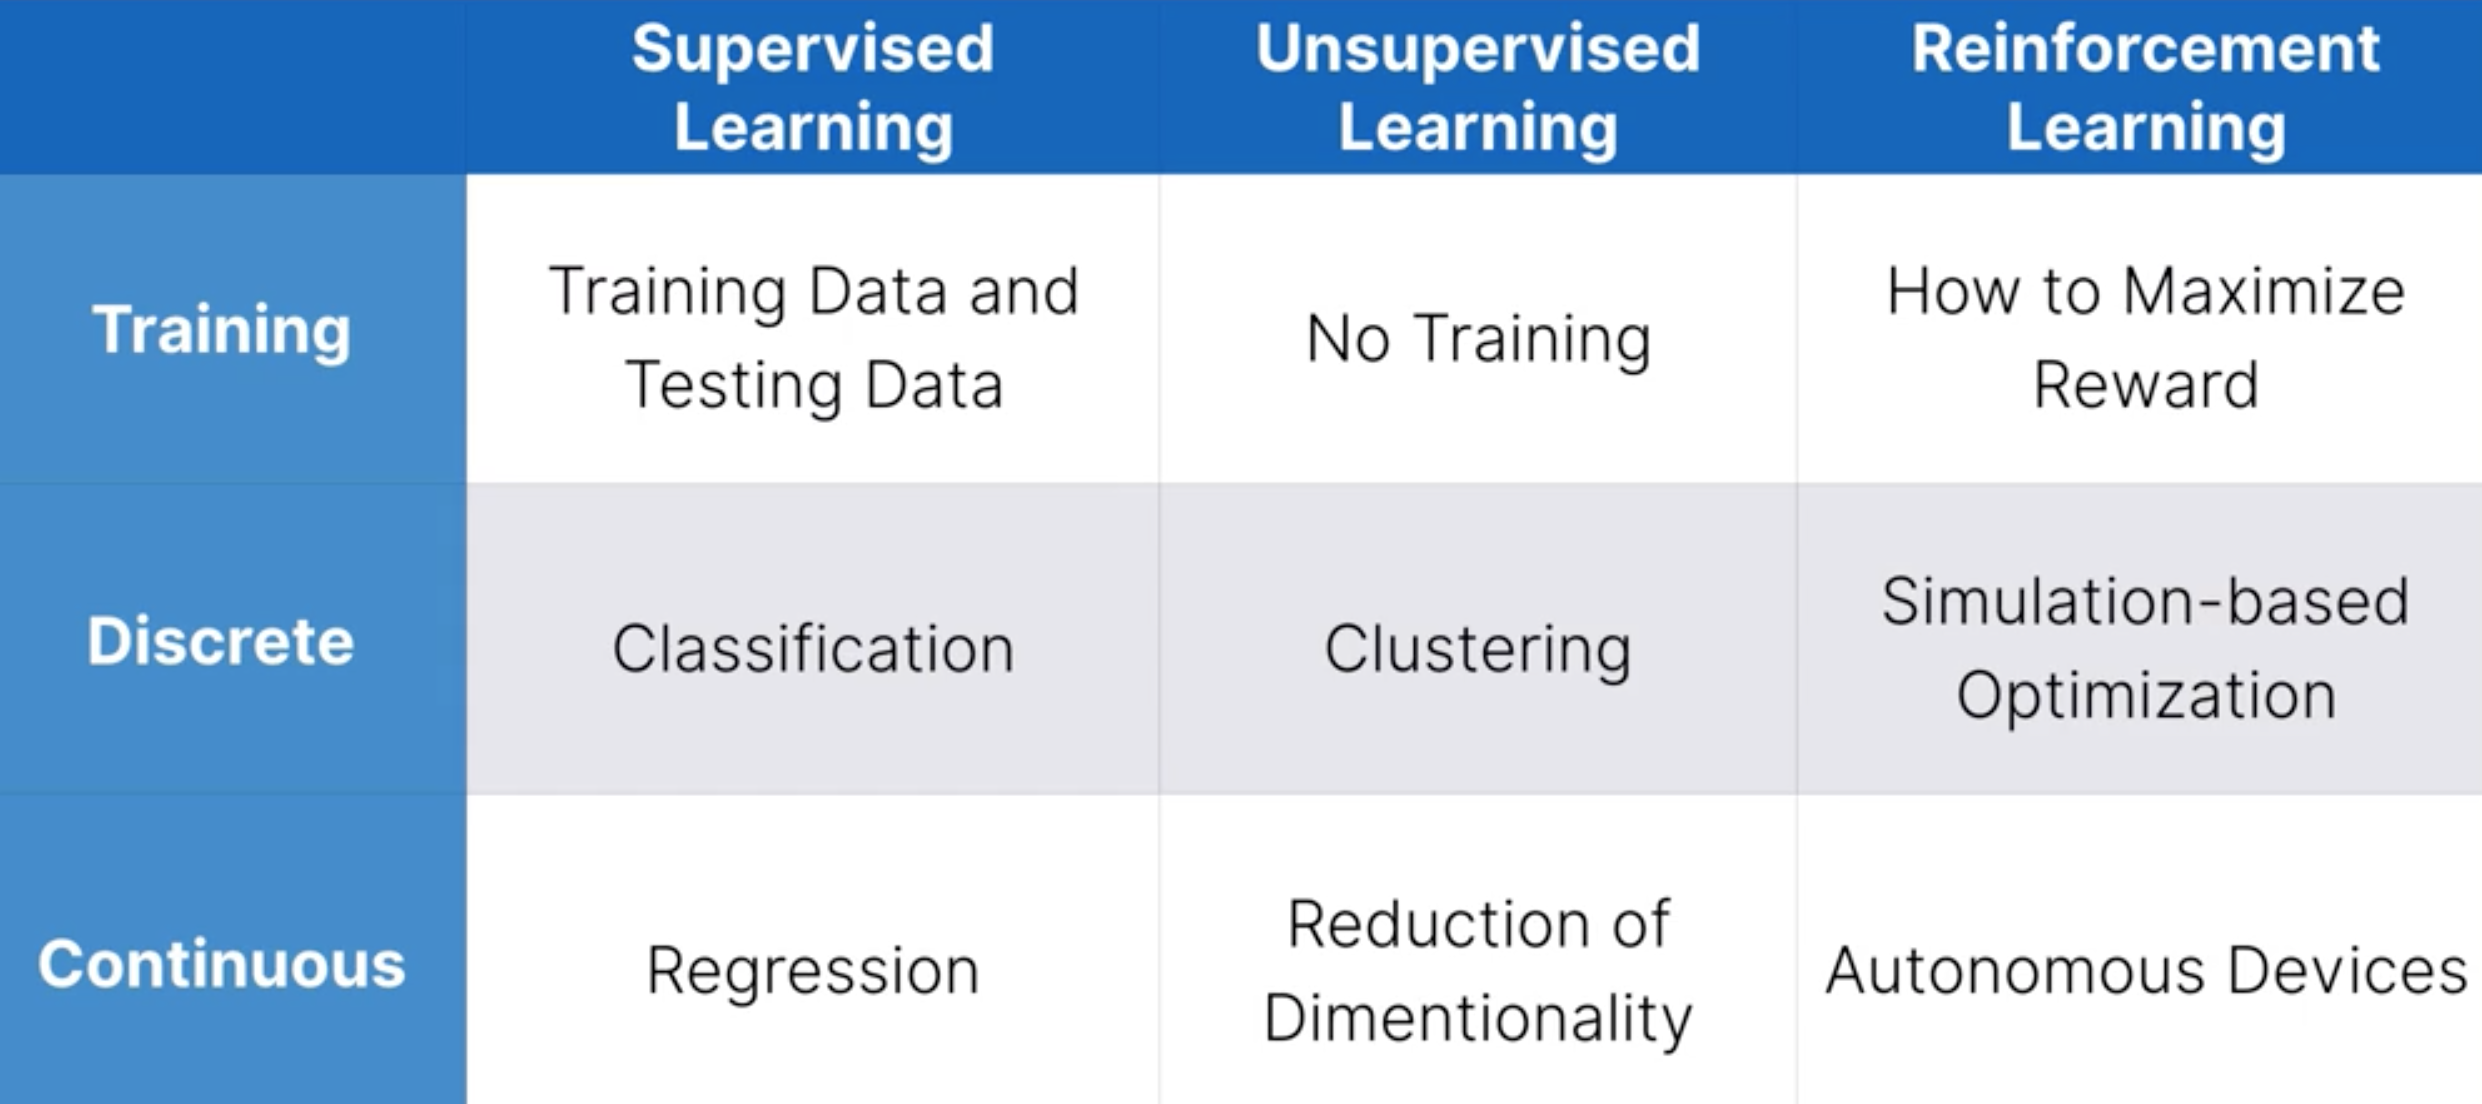 Supervised
Learning
Unsupervised
Learning
Reinforcement
Learning
Training
Training Data and
Testing Data
No Training
How to Maximize
Reward
Discrete
Classification
Clustering
Simulation-based
Optimization
Continuous
Regression
Reduction of
Dimentionality
Autonomous Devices